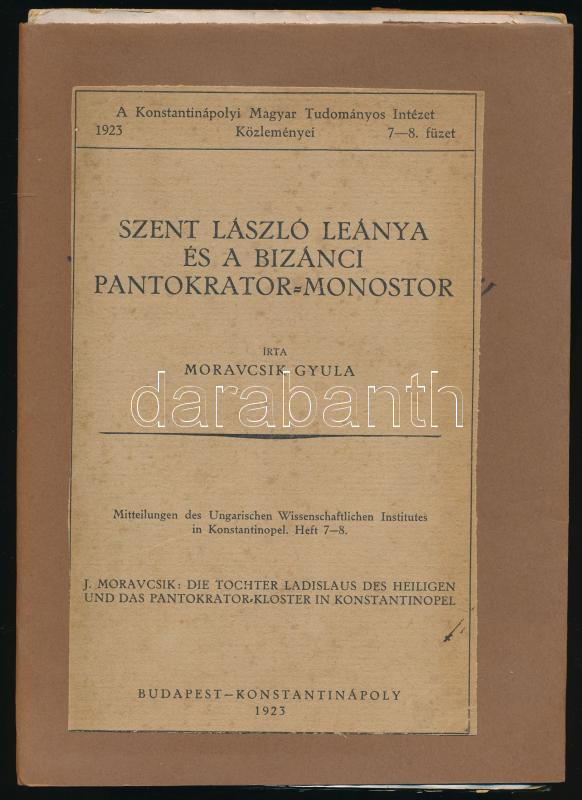 A Konstantinápolyi Magyar Tudományos Intézet
1923 Közleményei 7—8. füzet
SZENT LÁSZLÓ LEÁNYA
ÉS A BIZÁNCI
PANTOKRATOR=MONOSTOR
ÍRTA
MORAVCSIK GYULA
darabanth
Mitteilungen des Ungarischen Wissenschaftlichen Institutes
in Konstantinopel. Heft 7—8.
J. MORAVCSIK: DIE TOCHTER LADISLAUS DES HEILIGEN
UND DAS PANTOKRATOR-KLOSTER IN KONSTANTINOPEL
BUDAPEST—KONSTANTINÁPOLY
1923